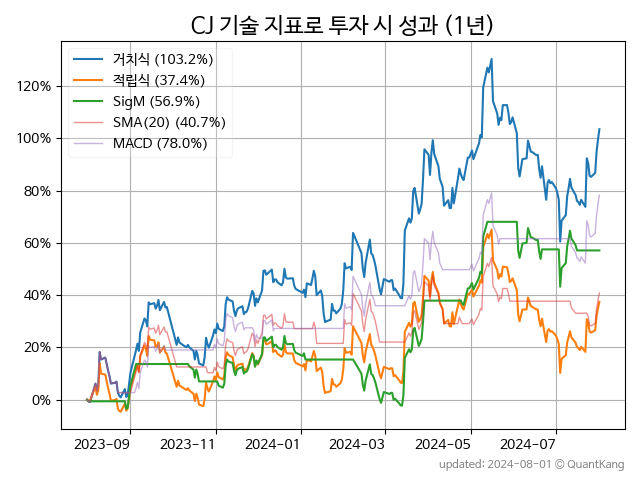 CJ 기술 지표로 투자 시 성과 (1년)
거치식 (103.2%)
적립식 (37.4%)
SigM (56.9%)
SMA(20) (40.7%)
MACD (78.0%)
120%
100%
80%
60%
40%
20%
0%
2023-09 2023-11 2024-01 2024-03 2024-05 2024-07
updated: 2024-08-01 © QuantKang